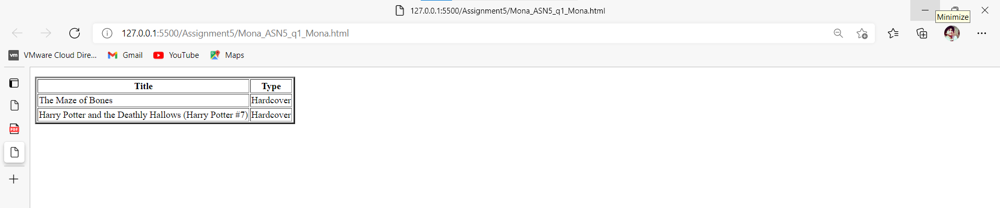 127.0.0.1:5500/Assignment5/Mona_ASN5_q1_Mona.html
Minimize
127.0.0.1:5500/Assignment5/Mona_ASN5_q1_Mona.html
vm VMware Cloud Dire... Gmail YouTube Maps
Title Type
The Maze of Bones Hardcover
Harry Potter and the Deathly Hallows (Harry Potter #7) Hardcover
PDF